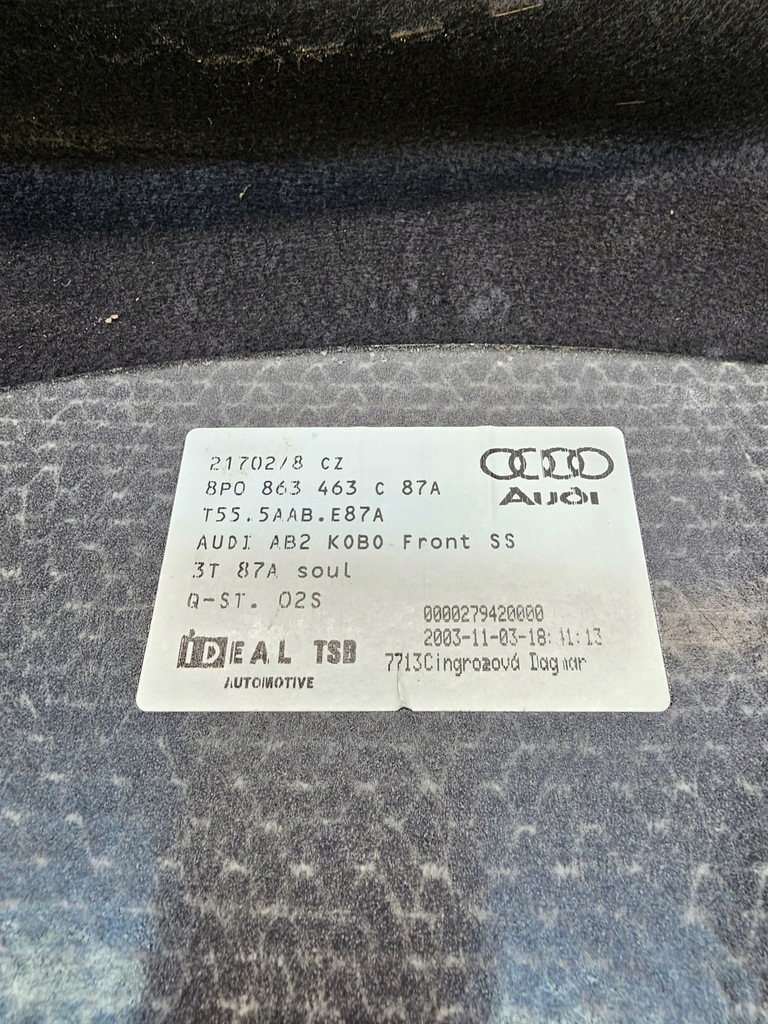 21702/8 CZ
AUDI
8P0 863 463 C 87A
T55.5AAB.E87A
AUDI AB2 KOBO Front SS
3T 87A soul
Q-ST. 02S
0000279420000
2003-11-03-18:11:13
IDEAL TSB
AUTOMOTIVE
7713Cingrozová Dagmar